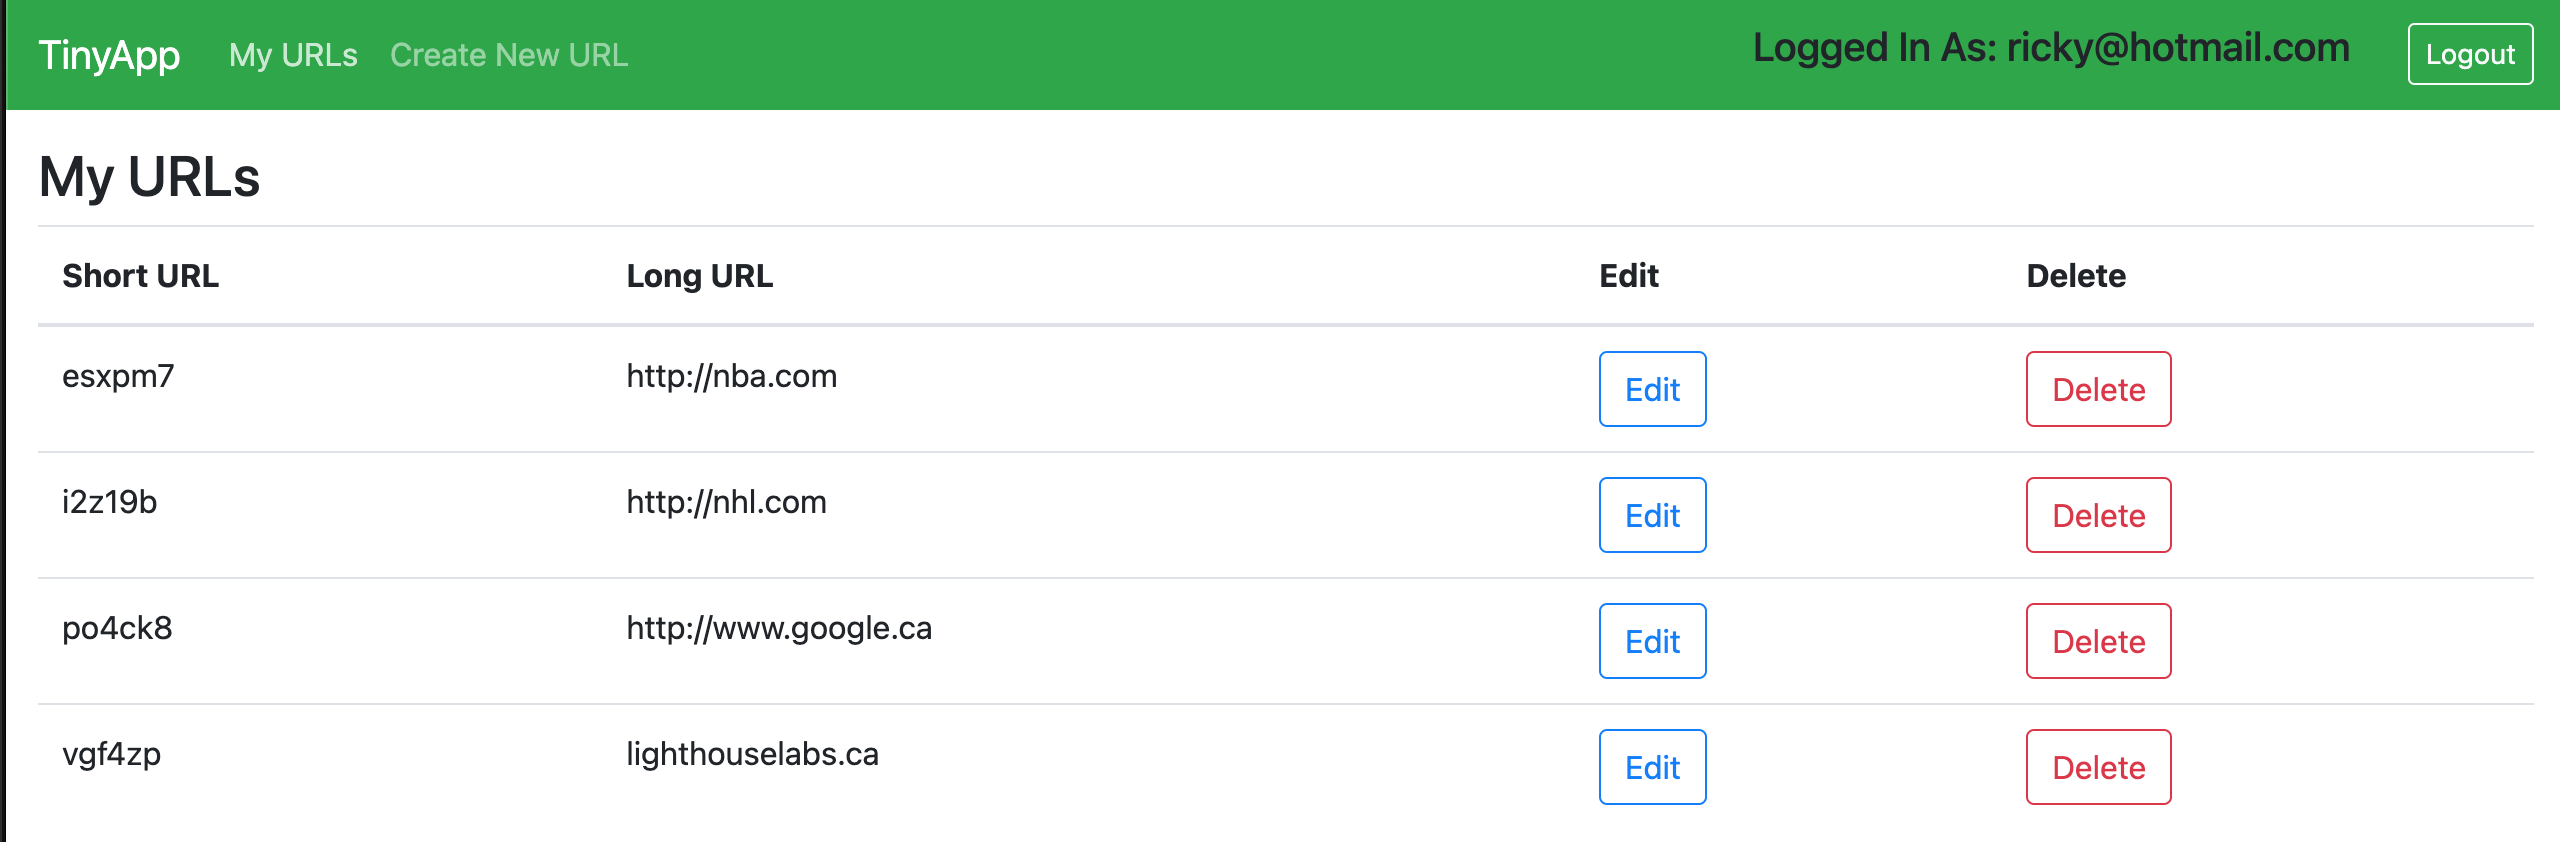 TinyApp My URLs Create New URL Logged In As: ricky@hotmail.com Logout
My URLs
Short URL Long URL Edit Delete
esxpm7 http://nba.com Edit Delete
i2z19b http://nhl.com Edit Delete
po4ck8 http://www.google.ca Edit Delete
vgf4zp lighthouselabs.ca Edit Delete